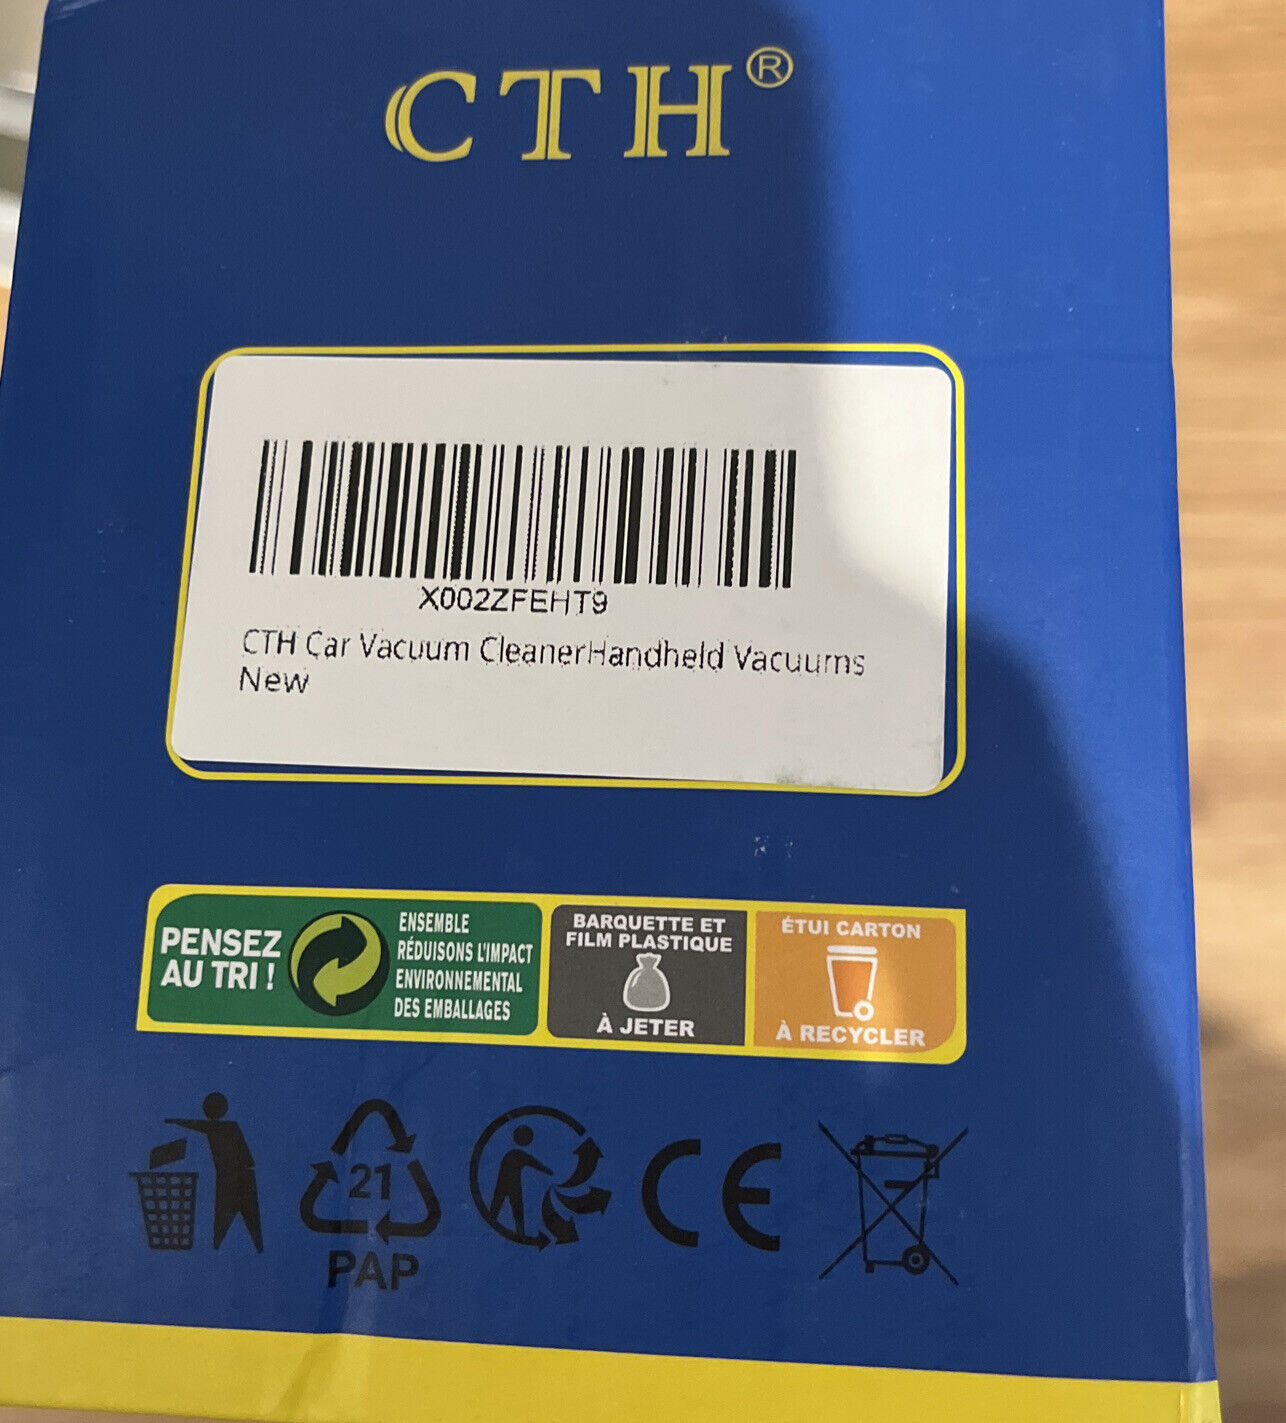 CTH®
X002ZFEHT9
CTH Car Vacuum CleanerHandheld Vacuums
New
PENSEZ
AU TRI !
ENSEMBLE
RÉDUISONS L'IMPACT
ENVIRONNEMENTAL
DES EMBALLAGES
BARQUETTE ET
FILM PLASTIQUE
À JETER
ÉTUI CARTON
À RECYCLER
21
PAP
CE